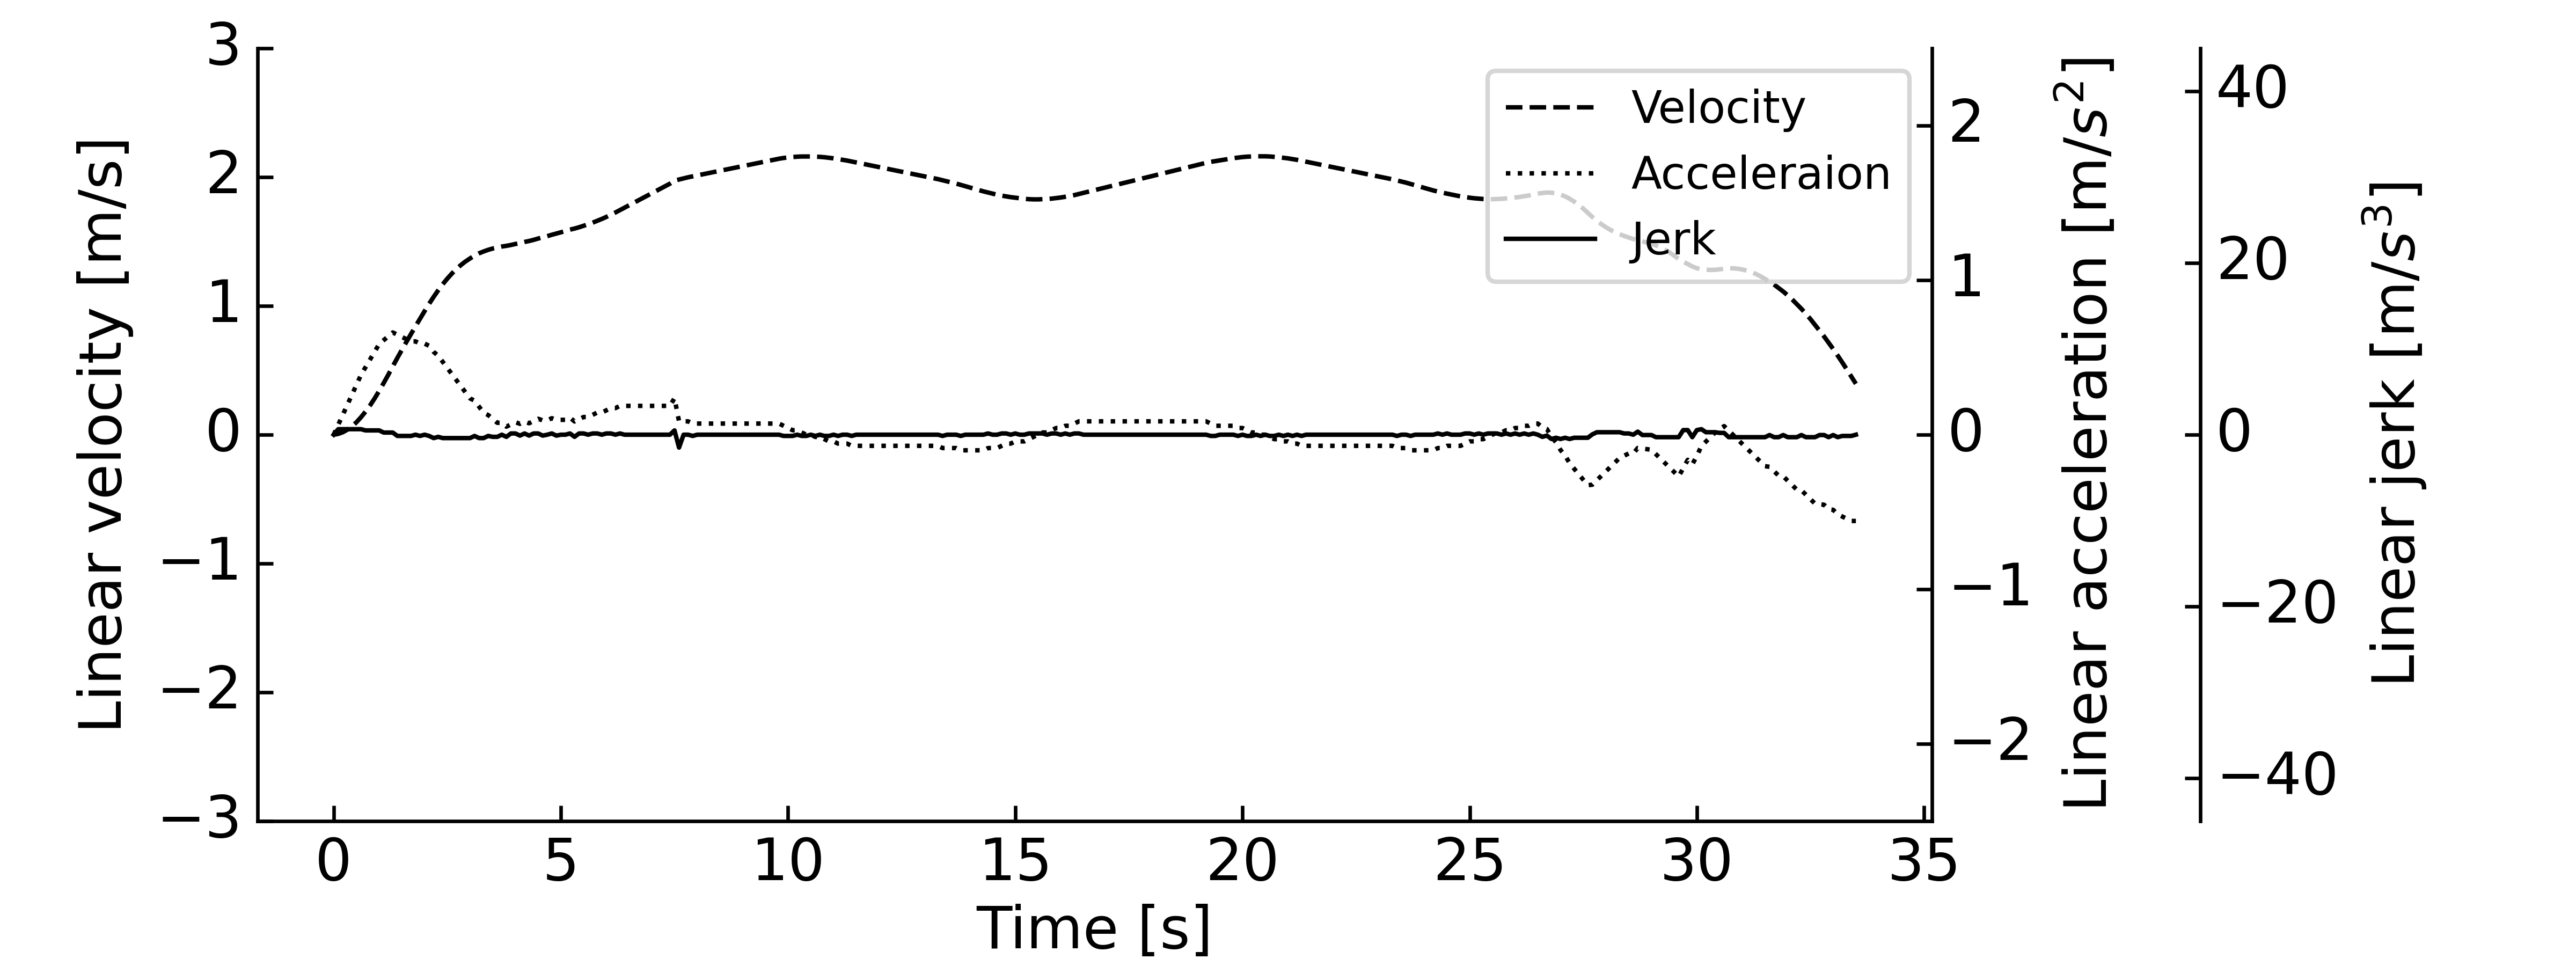 Linear velocity [m/s]
3
2
1
0
−1
−2
−3
0 5 10 15 20 25 30 35
Time [s]
Velocity
Acceleraion
Jerk
2
1
0
−1
−2
Linear acceleration [m/s²]
40
20
0
−20
−40
Linear jerk [m/s³]